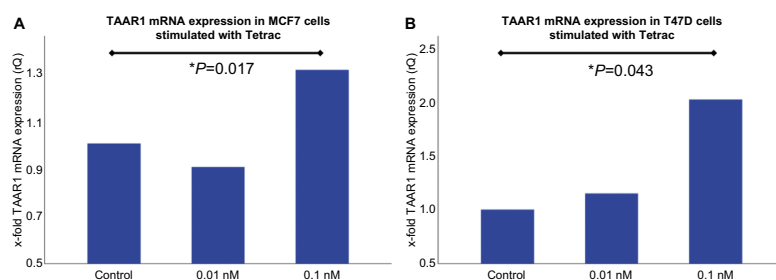 A
TAAR1 mRNA expression in MCF7 cells
stimulated with Tetrac
*P=0.017
x-fold TAAR1 mRNA expression (rQ)
1.3
1.1
0.9
0.7
0.5
Control
0.01 nM
0.1 nM
B
TAAR1 mRNA expression in T47D cells
stimulated with Tetrac
*P=0.043
x-fold TAAR1 mRNA expression (rQ)
2.5
2.0
1.5
1.0
0.5
Control
0.01 nM
0.1 nM